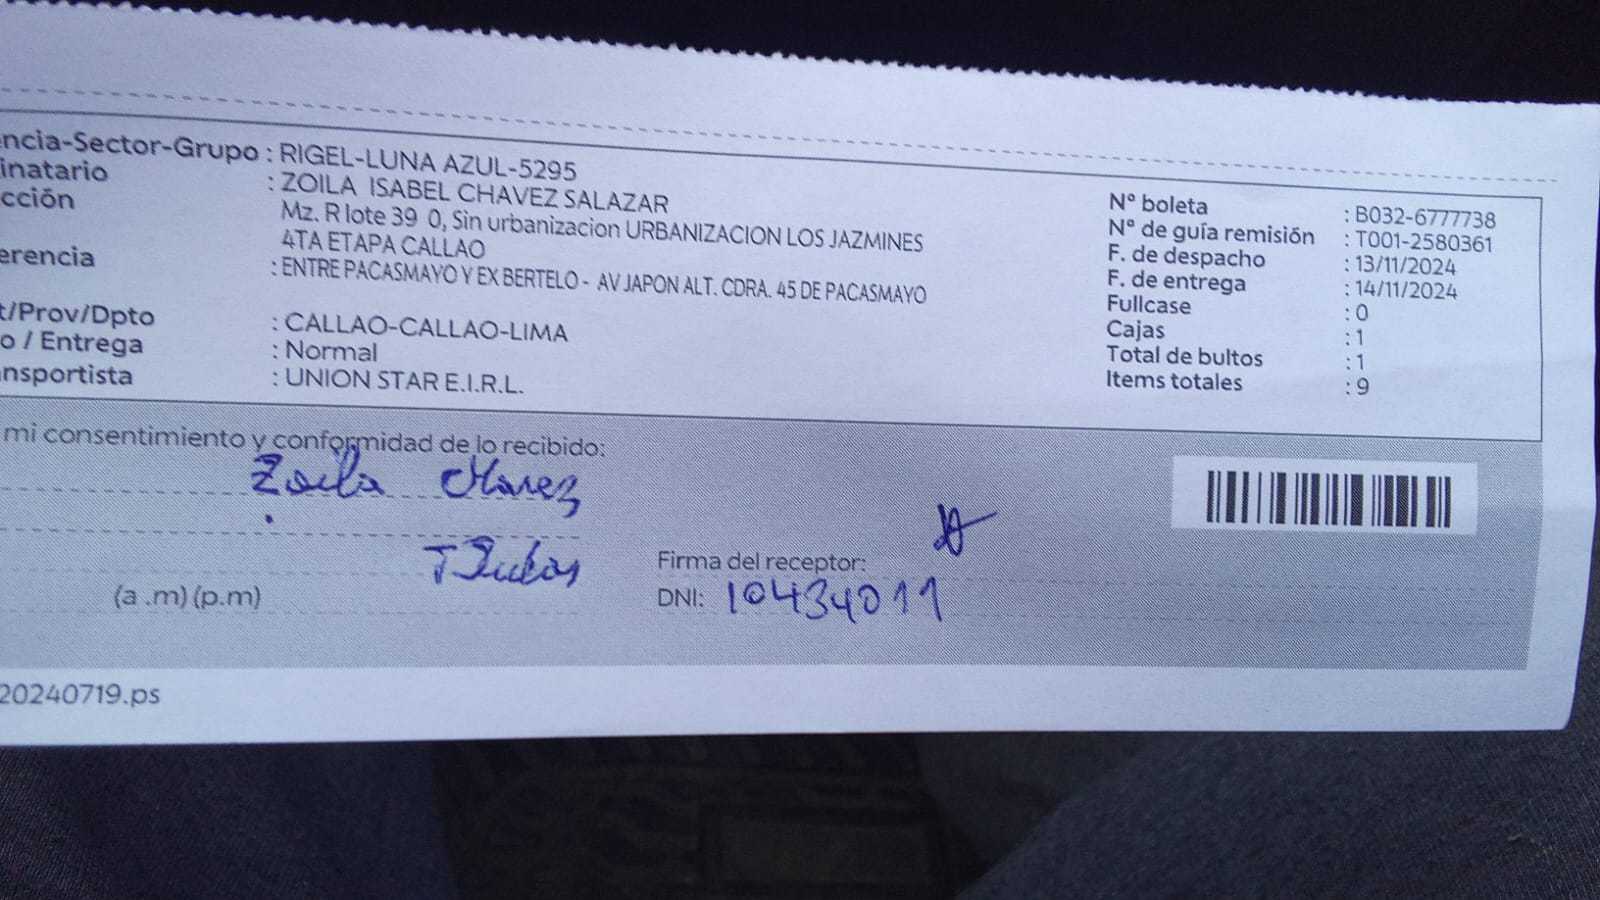 encia-Sector-Grupo : RIGEL-LUNA AZUL-5295
inatario : ZOILA ISABEL CHAVEZ SALAZAR
cción Mz. R lote 39 0, Sin urbanizacion URBANIZACION LOS JAZMINES
4TA ETAPA CALLAO
erencia : ENTRE PACASMAYO Y EX BERTELO - AV JAPON ALT. CDRA. 45 DE PACASMAYO
t/Prov/Dpto : CALLAO-CALLAO-LIMA
o / Entrega : Normal
nsportista : UNION STAR E.I.R.L.
Nº boleta : B032-6777738
Nº de guía remisión : T001-2580361
F. de despacho : 13/11/2024
F. de entrega : 14/11/2024
Fullcase : 0
Cajas : 1
Total de bultos : 1
Items totales : 9
mi consentimiento y conformidad de lo recibido:
Zoila Chavez
Firma del receptor:
(a .m) (p.m)
DNI: 10434011
20240719.ps